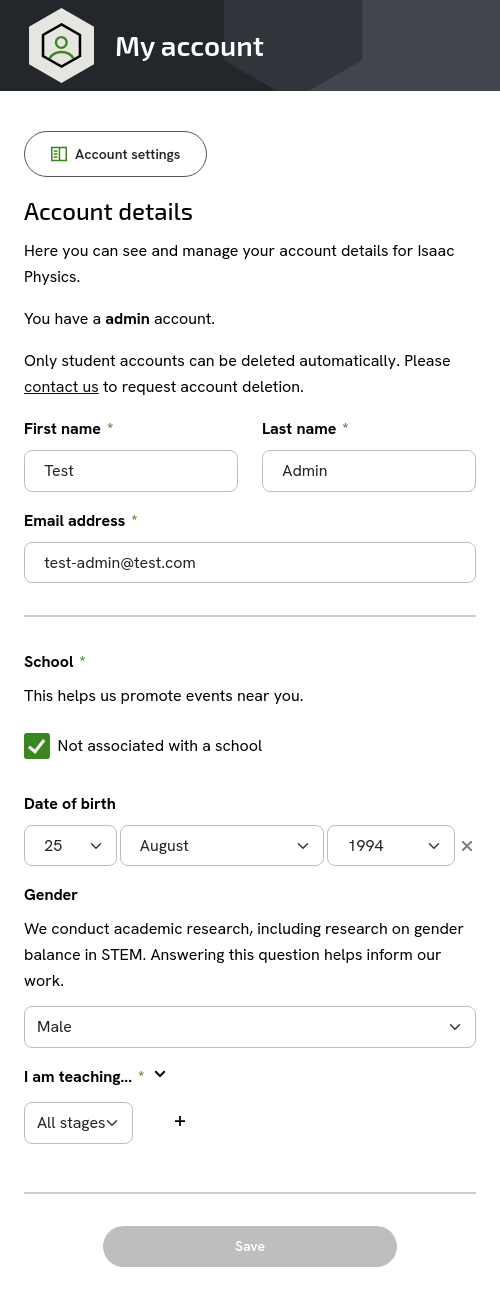 My account
Account settings
Account details
Here you can see and manage your account details for Isaac
Physics.
You have a admin account.
Only student accounts can be deleted automatically. Please
contact us to request account deletion.
First name *
Last name *
Test
Admin
Email address *
test-admin@test.com
School *
This helps us promote events near you.
Not associated with a school
Date of birth
25 August 1994
Gender
We conduct academic research, including research on gender
balance in STEM. Answering this question helps inform our
work.
Male
I am teaching... *
All stages
Save